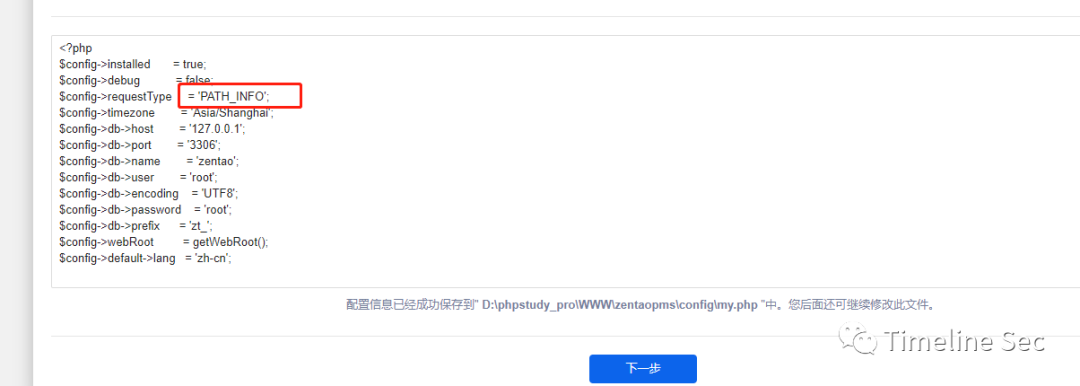 <?php
$config->installed = true;
$config->debug = false;
$config->requestType = 'PATH_INFO';
$config->timezone = 'Asia/Shanghai';
$config->db->host = '127.0.0.1';
$config->db->port = '3306';
$config->db->name = 'zentao';
$config->db->user = 'root';
$config->db->encoding = 'UTF8';
$config->db->password = 'root';
$config->db->prefix = 'zt_';
$config->webRoot = getWebRoot();
$config->default->lang = 'zh-cn';
配置信息已经成功保存到" D:\phpstudy_pro\WWW\zentaopms\config\my.php "中。您后面还可继续修改此文件。
Timeline Sec
下一步